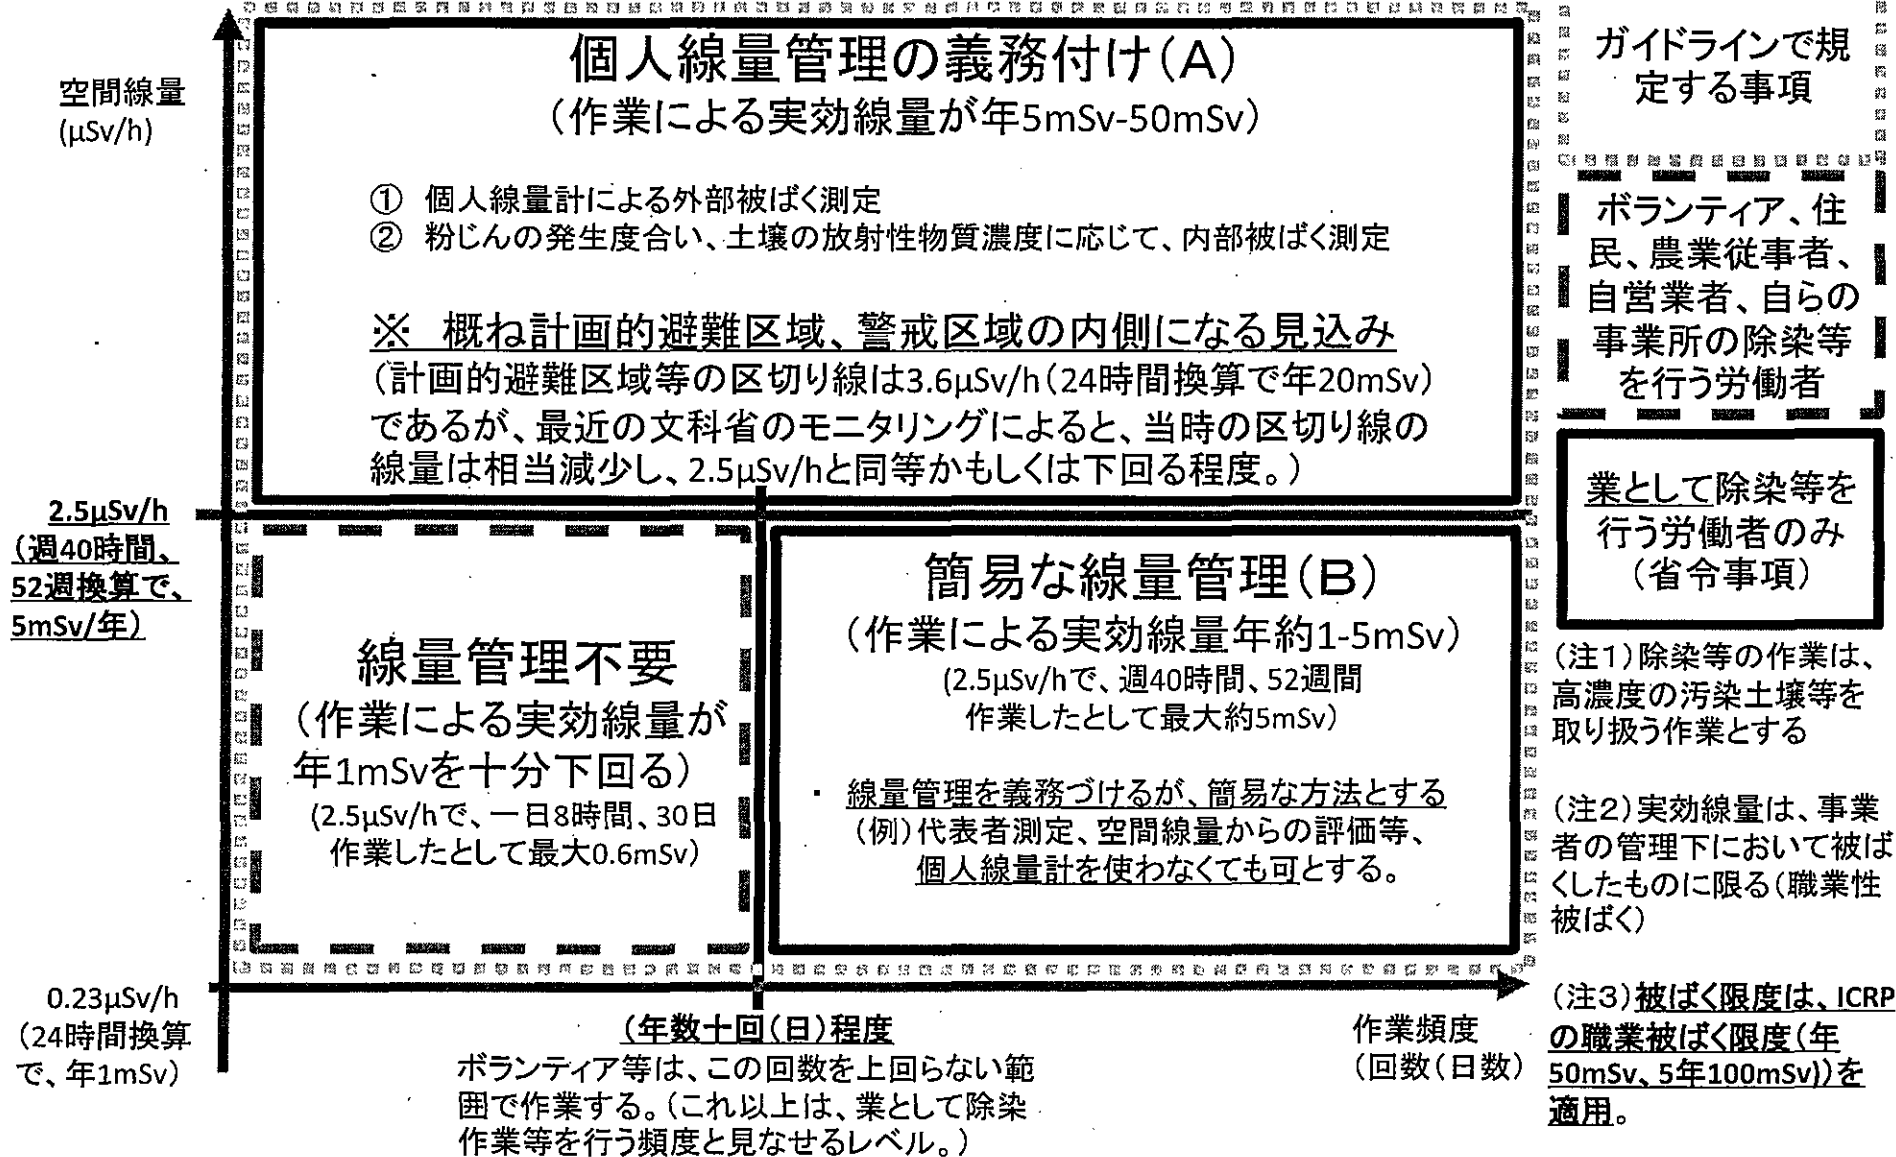 空間線量
(μSv/h)
個人線量管理の義務付け(A)
(作業による実効線量が年5mSv-50mSv)
① 個人線量計による外部被ばく測定
② 粉じんの発生度合い、土壌の放射性物質濃度に応じて、内部被ばく測定
※ 概ね計画的避難区域、警戒区域の内側になる見込み
(計画的避難区域等の区切り線は3.6μSv/h(24時間換算で年20mSv)
であるが、最近の文科省のモニタリングによると、当時の区切り線の
線量は相当減少し、2.5μSv/hと同等かもしくは下回る程度。)
2.5μSv/h
(週40時間、
52週換算で、
5mSv/年)
線量管理不要
(作業による実効線量が
年1mSvを十分下回る)
(2.5μSv/hで、一日8時間、30日
作業したとして最大0.6mSv)
簡易な線量管理(B)
(作業による実効線量年約1-5mSv)
(2.5μSv/hで、週40時間、52週間
作業したとして最大約5mSv)
・ 線量管理を義務づけるが、簡易な方法とする
(例)代表者測定、空間線量からの評価等、
個人線量計を使わなくても可とする。
0.23μSv/h
(24時間換算
で、年1mSv)
(年数十回(日)程度
ボランティア等は、この回数を上回らない範
囲で作業する。(これ以上は、業として除染
作業等を行う頻度と見なせるレベル。)
作業頻度
(回数(日数)
ガイドラインで規
定する事項
ボランティア、住
民、農業従事者、
自営業者、自らの
事業所の除染等
を行う労働者
業として除染等を
行う労働者のみ
(省令事項)
(注1)除染等の作業は、
高濃度の汚染土壌等を
取り扱う作業とする
(注2)実効線量は、事業
者の管理下において被ば
くしたものに限る(職業性
被ばく)
(注3)被ばく限度は、ICRP
の職業被ばく限度(年
50mSv、5年100mSv))を
適用。